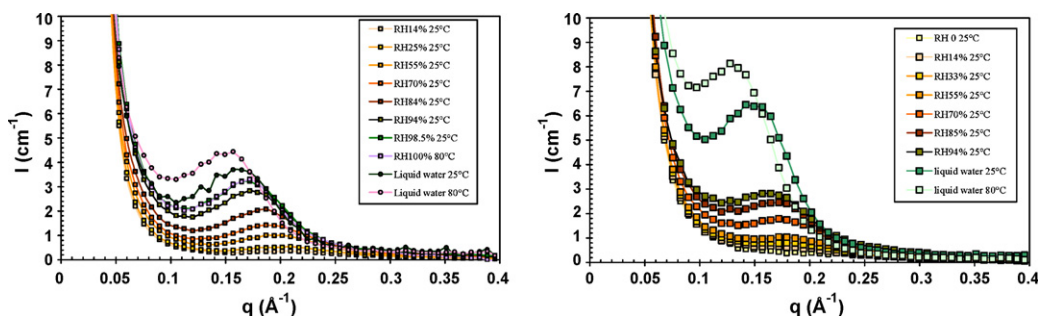 10
9
8
7
6
5
4
3
2
1
0
I (cm⁻¹)
0
0.05
0.1
0.15
0.2
0.25
0.3
0.35
0.4
q (Å⁻¹)
RH14% 25°C
RH25% 25°C
RH55% 25°C
RH70% 25°C
RH84% 25°C
RH94% 25°C
RH98.5% 25°C
RH100% 80°C
Liquid water 25°C
Liquid water 80°C
10
9
8
7
6
5
4
3
2
1
0
I (cm⁻¹)
0
0.05
0.1
0.15
0.2
0.25
0.3
0.35
0.4
q (Å⁻¹)
RH 0 25°C
RH14% 25°C
RH33% 25°C
RH55% 25°C
RH70% 25°C
RH85% 25°C
RH94% 25°C
liquid water 25°C
liquid water 80°C